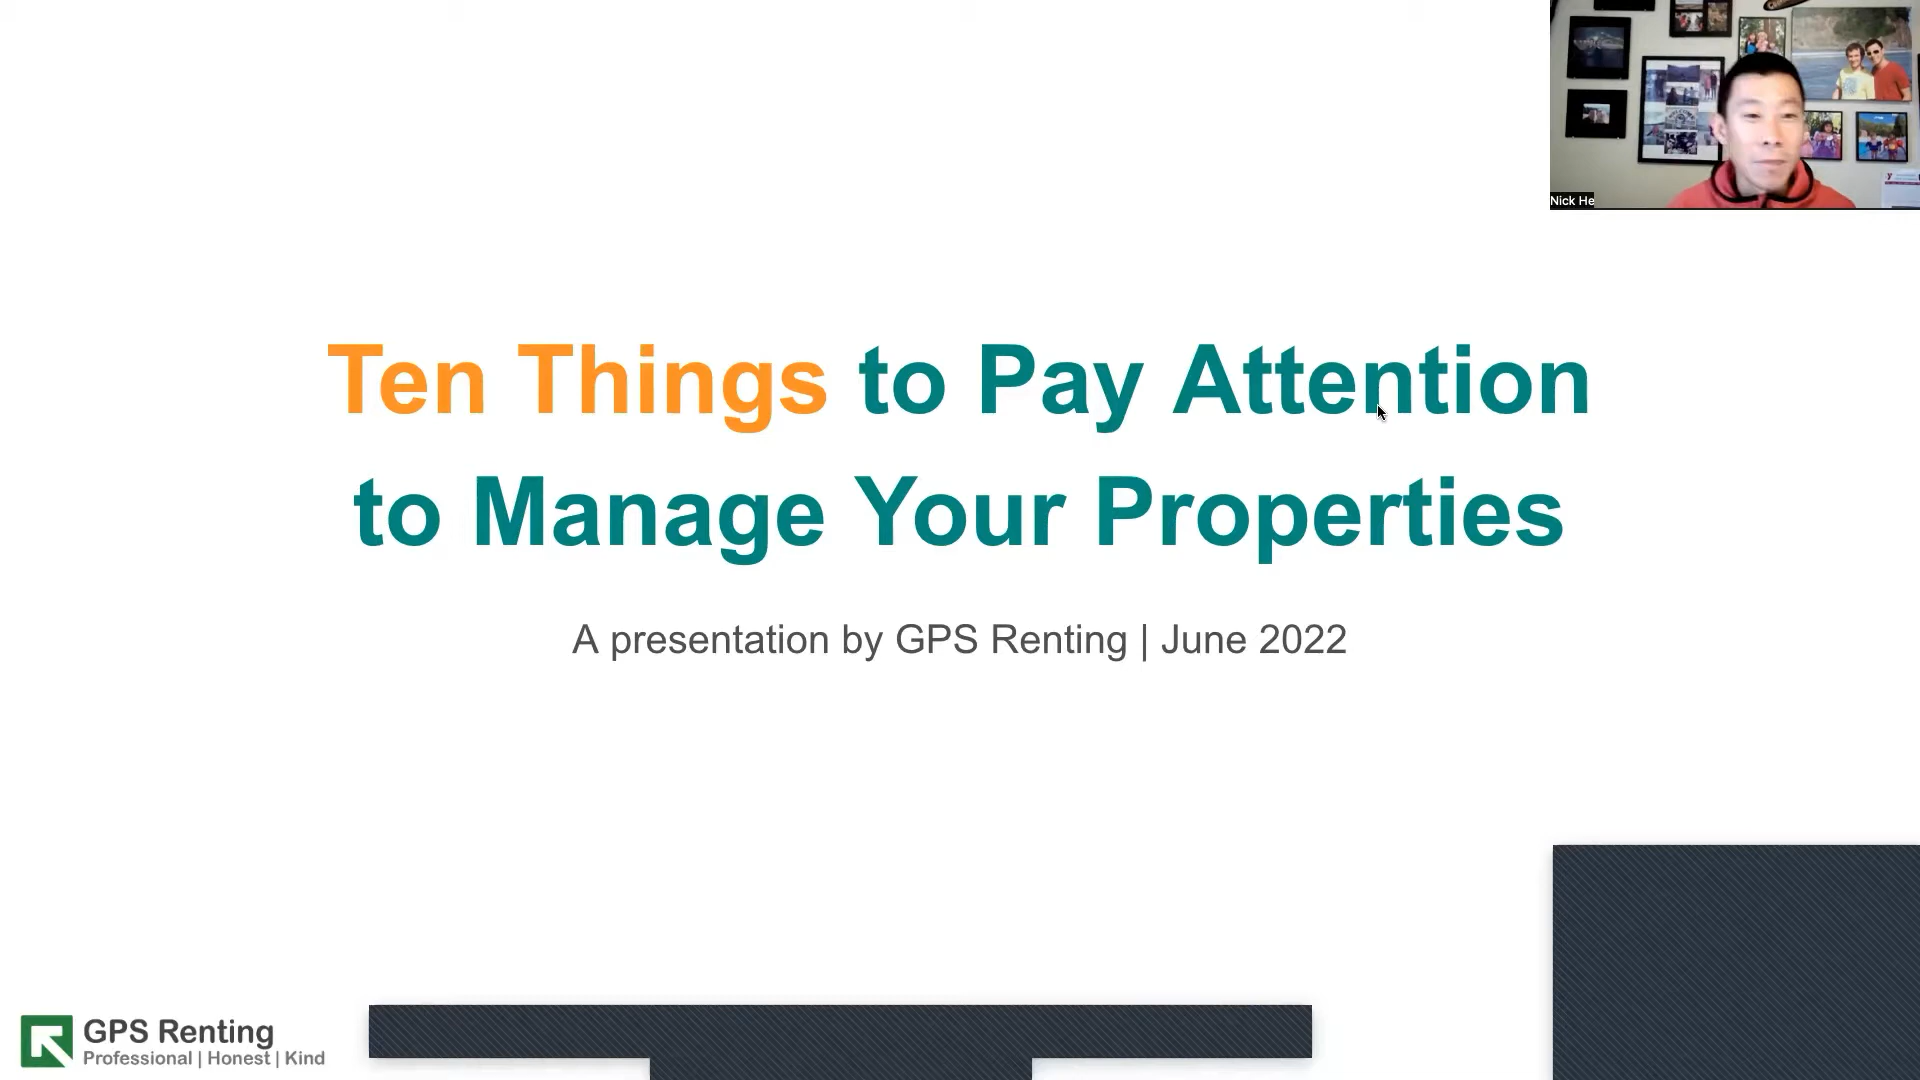 Nick He
Ten Things to Pay Attention
to Manage Your Properties
A presentation by GPS Renting | June 2022
GPS Renting
Professional | Honest | Kind